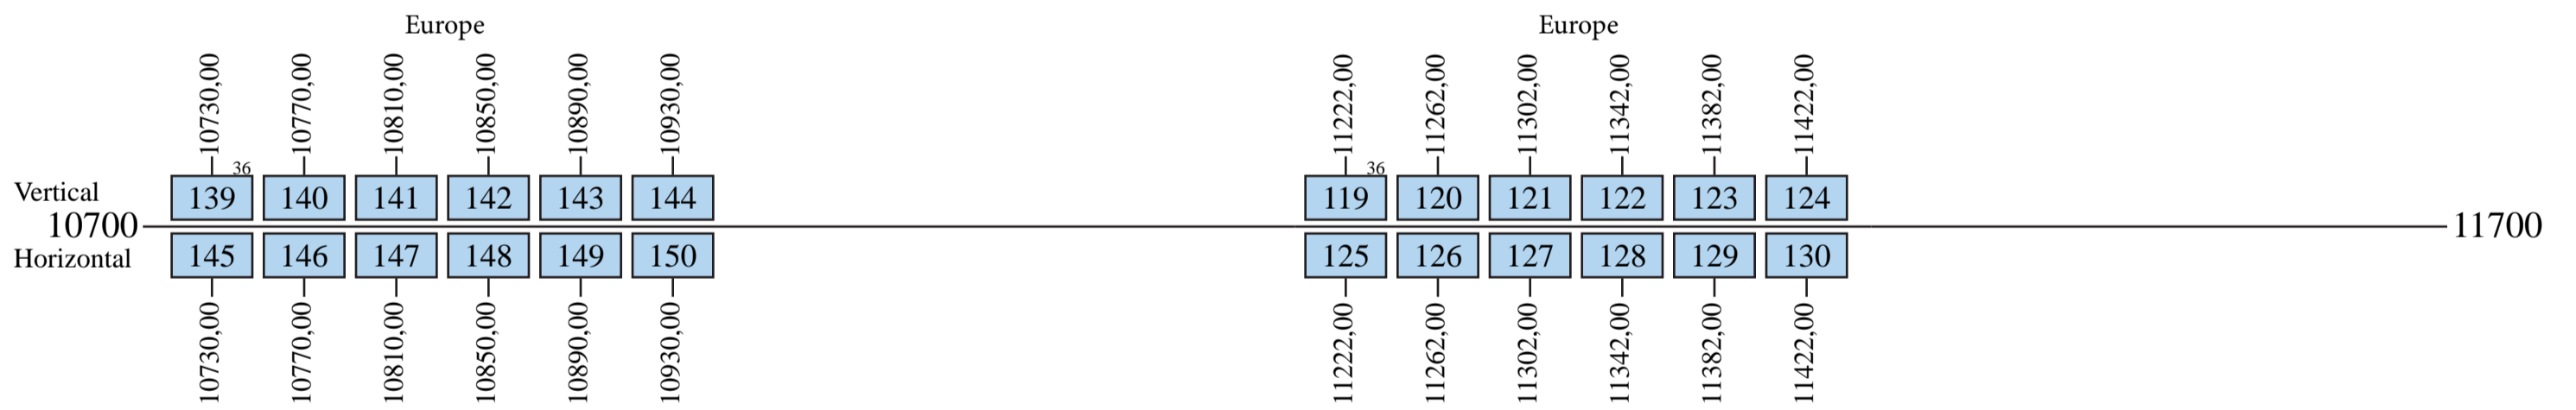 Europe Europe
10730,00 10770,00 10810,00 10850,00 10890,00 10930,00 11222,00 11262,00 11302,00 11342,00 11382,00 11422,00
36 36
Vertical 139 140 141 142 143 144 119 120 121 122 123 124
10700 11700
Horizontal 145 146 147 148 149 150 125 126 127 128 129 130
10730,00 10770,00 10810,00 10850,00 10890,00 10930,00 11222,00 11262,00 11302,00 11342,00 11382,00 11422,00